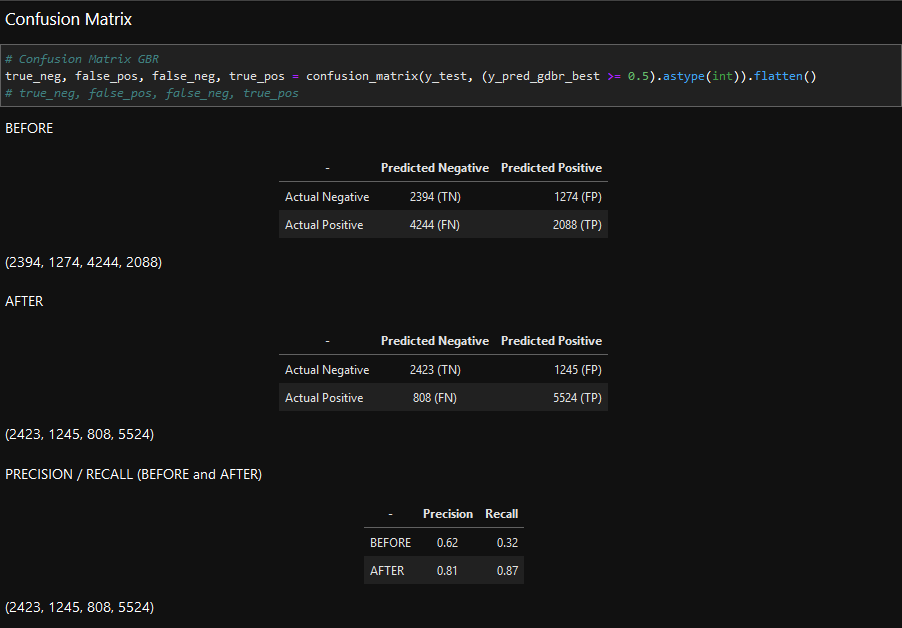 Confusion Matrix
# Confusion Matrix GBR
true_neg, false_pos, false_neg, true_pos = confusion_matrix(y_test, (y_pred_gdbr_best >= 0.5).astype(int)).flatten()
# true_neg, false_pos, false_neg, true_pos
BEFORE
- Predicted Negative Predicted Positive
Actual Negative 2394 (TN) 1274 (FP)
Actual Positive 4244 (FN) 2088 (TP)
(2394, 1274, 4244, 2088)
AFTER
- Predicted Negative Predicted Positive
Actual Negative 2423 (TN) 1245 (FP)
Actual Positive 808 (FN) 5524 (TP)
(2423, 1245, 808, 5524)
PRECISION / RECALL (BEFORE and AFTER)
- Precision Recall
BEFORE 0.62 0.32
AFTER 0.81 0.87
(2423, 1245, 808, 5524)